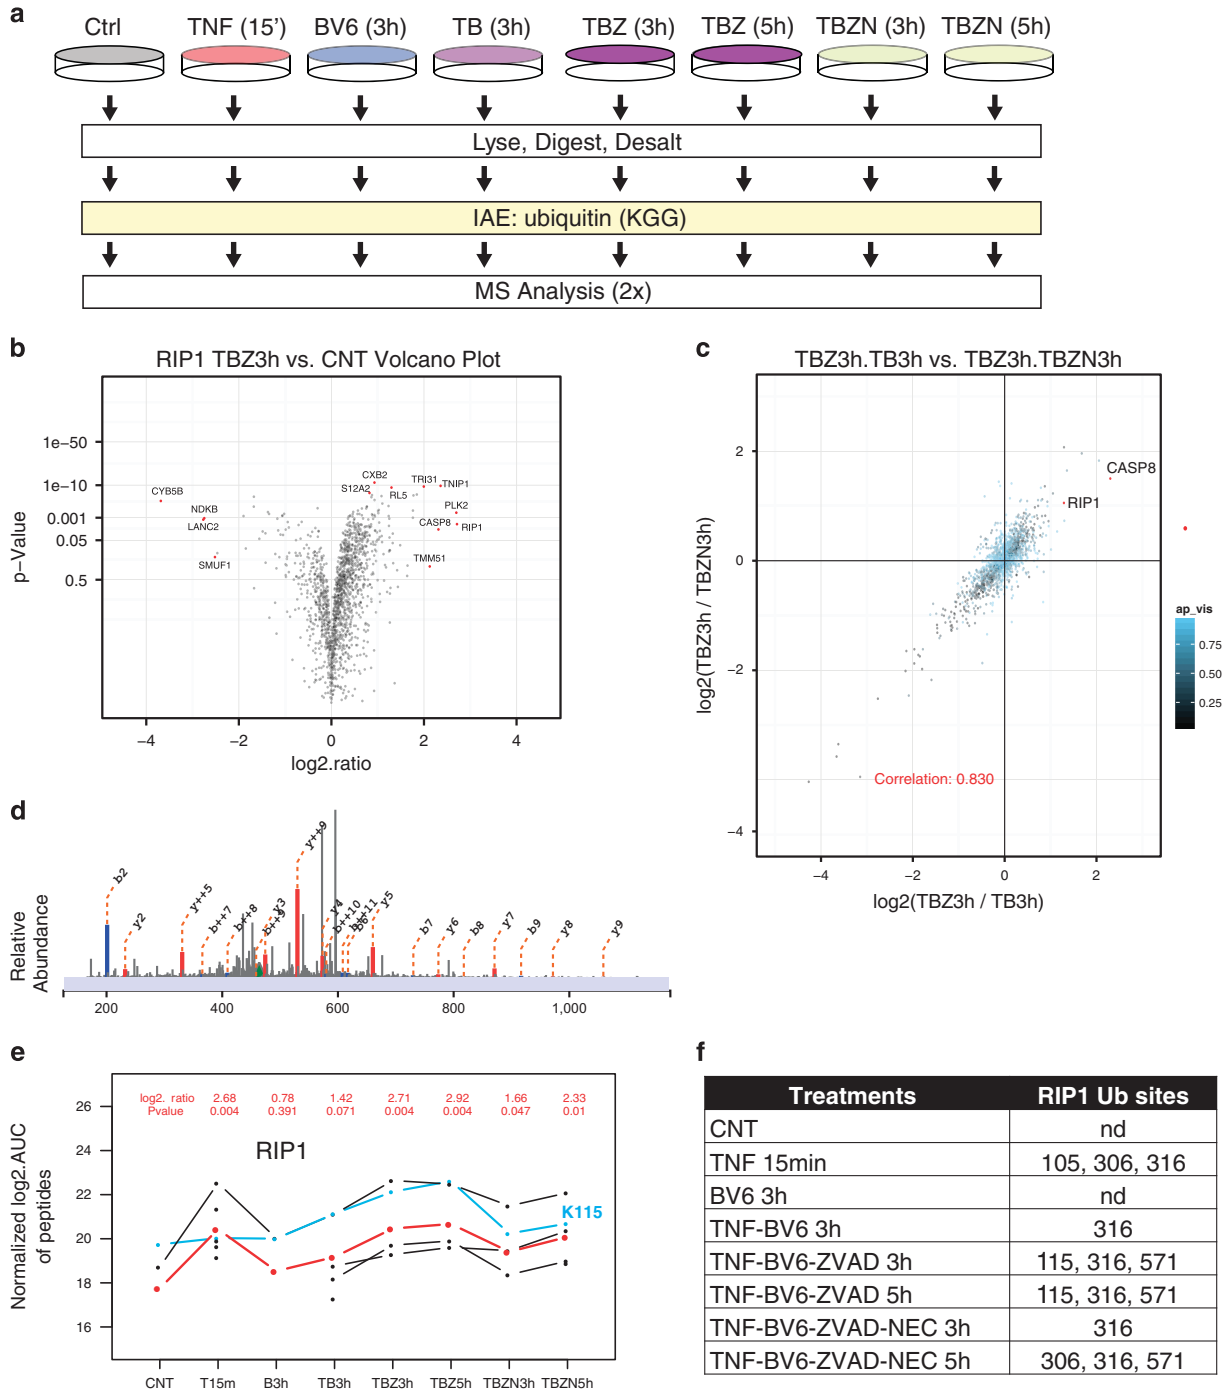 a
Ctrl TNF (15') BV6 (3h) TB (3h) TBZ (3h) TBZ (5h) TBZN (3h) TBZN (5h)
Lyse, Digest, Desalt
IAE: ubiquitin (KGG)
MS Analysis (2x)
b
RIP1 TBZ3h vs. CNT Volcano Plot
p-Value
1e−50
1e−10
0.001
0.05
0.5
CYB5B
NDKB
LANC2
SMUF1
CXB2
S12A2
RL5
TRI31
TNIP1
PLK2
CASP8
RIP1
TMM51
−4 −2 0 2 4
log2.ratio
c
TBZ3h.TB3h vs. TBZ3h.TBZN3h
log2(TBZ3h / TBZN3h)
2
0
−2
−4
CASP8
RIP1
Correlation: 0.830
−4 −2 0 2
log2(TBZ3h / TB3h)
ap_vis
0.75
0.50
0.25
d
Relative
Abundance
b2
y2
y++5
b++7
b++8
b++9
y3
y++9
y4
b++10
b++11
b6
y5
b7
y6
b8
y7
b9
y8
y9
200 400 600 800 1,000
e
Normalized log2.AUC
of peptides
26
24
22
20
18
16
log2. ratio 2.68 0.78 1.42 2.71 2.92 1.66 2.33
Pvalue 0.004 0.391 0.071 0.004 0.004 0.047 0.01
RIP1
K115
CNT T15m B3h TB3h TBZ3h TBZ5h TBZN3h TBZN5h
f
Treatments RIP1 Ub sites
CNT nd
TNF 15min 105, 306, 316
BV6 3h nd
TNF-BV6 3h 316
TNF-BV6-ZVAD 3h 115, 316, 571
TNF-BV6-ZVAD 5h 115, 316, 571
TNF-BV6-ZVAD-NEC 3h 316
TNF-BV6-ZVAD-NEC 5h 306, 316, 571